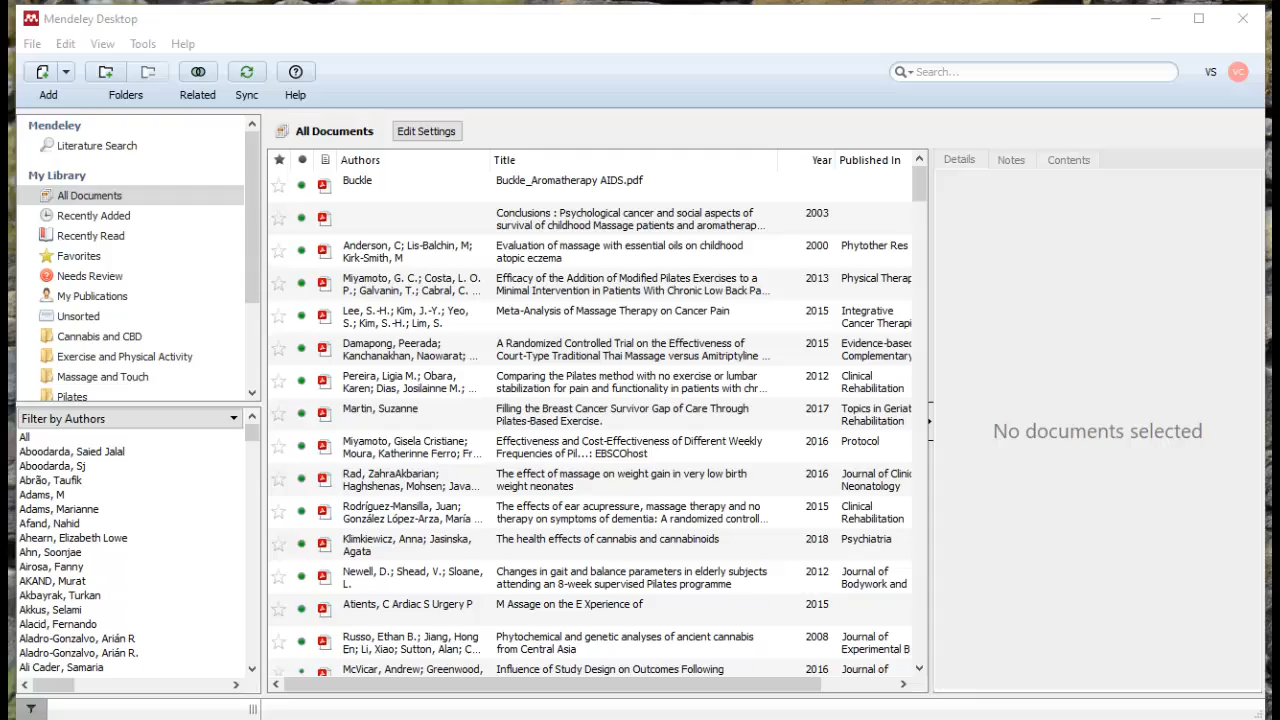 Mendeley Desktop
File Edit View Tools Help
Search...
VS VC
Add Folders Related Sync Help
Mendeley
Literature Search
My Library
All Documents
Recently Added
Recently Read
Favorites
Needs Review
My Publications
Unsorted
Cannabis and CBD
Exercise and Physical Activity
Massage and Touch
Pilates
Filter by Authors
All
Aboodarda, Saied Jalal
Aboodarda, Sj
Abrão, Taufik
Adams, M
Adams, Marianne
Afand, Nahid
Ahearn, Elizabeth Lowe
Ahn, Soonjae
Airosa, Fanny
AKAND, Murat
Akbayrak, Turkan
Akkus, Selami
Alacid, Fernando
Aladro-Gonzalvo, Arián R
Aladro-Gonzalvo, Arián R.
Ali Cader, Samaria
All Documents Edit Settings
Authors Title Year Published In
Buckle Buckle_Aromatherapy AIDS.pdf
Conclusions : Psychological cancer and social aspects of 2003
survival of childhood Massage patients and aromatherap...
Anderson, C; Lis-Balchin, M; Evaluation of massage with essential oils on childhood 2000 Phytother Res
Kirk-Smith, M atopic eczema
Miyamoto, G. C.; Costa, L. O. Efficacy of the Addition of Modified Pilates Exercises to a 2013 Physical Therap
P.; Galvanin, T.; Cabral, C. ... Minimal Intervention in Patients With Chronic Low Back Pa...
Lee, S.-H.; Kim, J.-Y.; Yeo, Meta-Analysis of Massage Therapy on Cancer Pain 2015 Integrative
S.; Kim, S.-H.; Lim, S. Cancer Therapi
Damapong, Peerada; A Randomized Controlled Trial on the Effectiveness of 2015 Evidence-based
Kanchanakhan, Naowarat; ... Court-Type Traditional Thai Massage versus Amitriptyline ... Complementary
Pereira, Ligia M.; Obara, Comparing the Pilates method with no exercise or lumbar 2012 Clinical
Karen; Dias, Josilainne M.; ... stabilization for pain and functionality in patients with chr... Rehabilitation
Martin, Suzanne Filling the Breast Cancer Survivor Gap of Care Through 2017 Topics in Geriat
Pilates-Based Exercise. Rehabilitation
Miyamoto, Gisela Cristiane; Effectiveness and Cost-Effectiveness of Different Weekly 2016 Protocol
Moura, Katherinne Ferro; Fr... Frequencies of Pil...: EBSCOhost
Rad, ZahraAkbarian; The effect of massage on weight gain in very low birth 2016 Journal of Clinic
Haghshenas, Mohsen; Java... weight neonates Neonatology
Rodríguez-Mansilla, Juan; The effects of ear acupressure, massage therapy and no 2015 Clinical
González López-Arza, María ... therapy on symptoms of dementia: A randomized controll... Rehabilitation
Klimkiewicz, Anna; Jasinska, The health effects of cannabis and cannabinoids 2018 Psychiatria
Agata
Newell, D.; Shead, V.; Sloane, Changes in gait and balance parameters in elderly subjects 2012 Journal of
L. attending an 8-week supervised Pilates programme Bodywork and
Atients, C Ardiac S Urgery P M Assage on the E Xperience of 2015
Russo, Ethan B.; Jiang, Hong Phytochemical and genetic analyses of ancient cannabis 2008 Journal of
En; Li, Xiao; Sutton, Alan; C... from Central Asia Experimental B
McVicar, Andrew; Greenwood, Influence of Study Design on Outcomes Following 2016 Journal of
Details Notes Contents
No documents selected